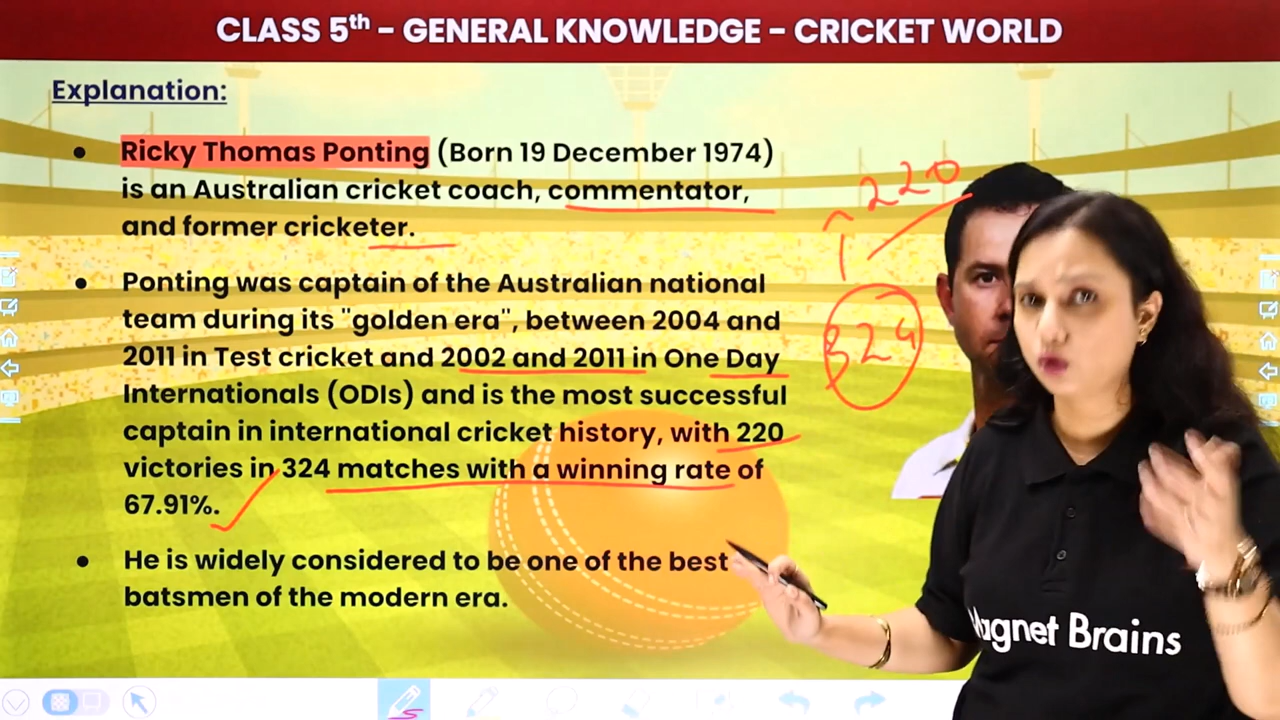 CLASS 5th - GENERAL KNOWLEDGE - CRICKET WORLD
Explanation:
• Ricky Thomas Ponting (Born 19 December 1974)
is an Australian cricket coach, commentator,
and former cricketer.
• Ponting was captain of the Australian national
team during its "golden era", between 2004 and
2011 in Test cricket and 2002 and 2011 in One Day
Internationals (ODIs) and is the most successful
captain in international cricket history, with 220
victories in 324 matches with a winning rate of
67.91%.
• He is widely considered to be one of the best
batsmen of the modern era.
220
324
Magnet Brains